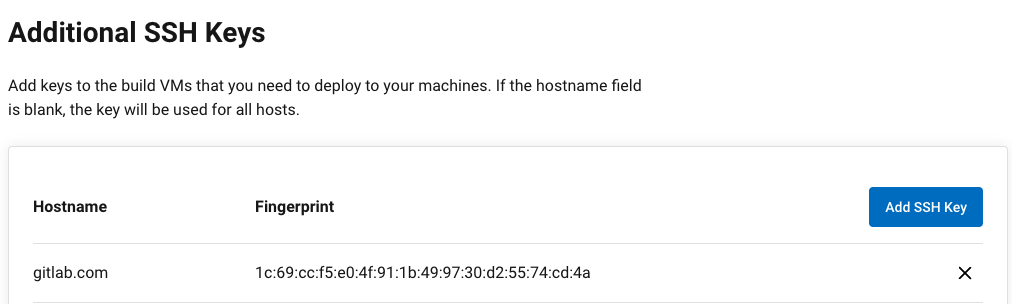 Additional SSH Keys
Add keys to the build VMs that you need to deploy to your machines. If the hostname field
is blank, the key will be used for all hosts.
Hostname Fingerprint Add SSH Key
gitlab.com 1c:69:cc:f5:e0:4f:91:1b:49:97:30:d2:55:74:cd:4a